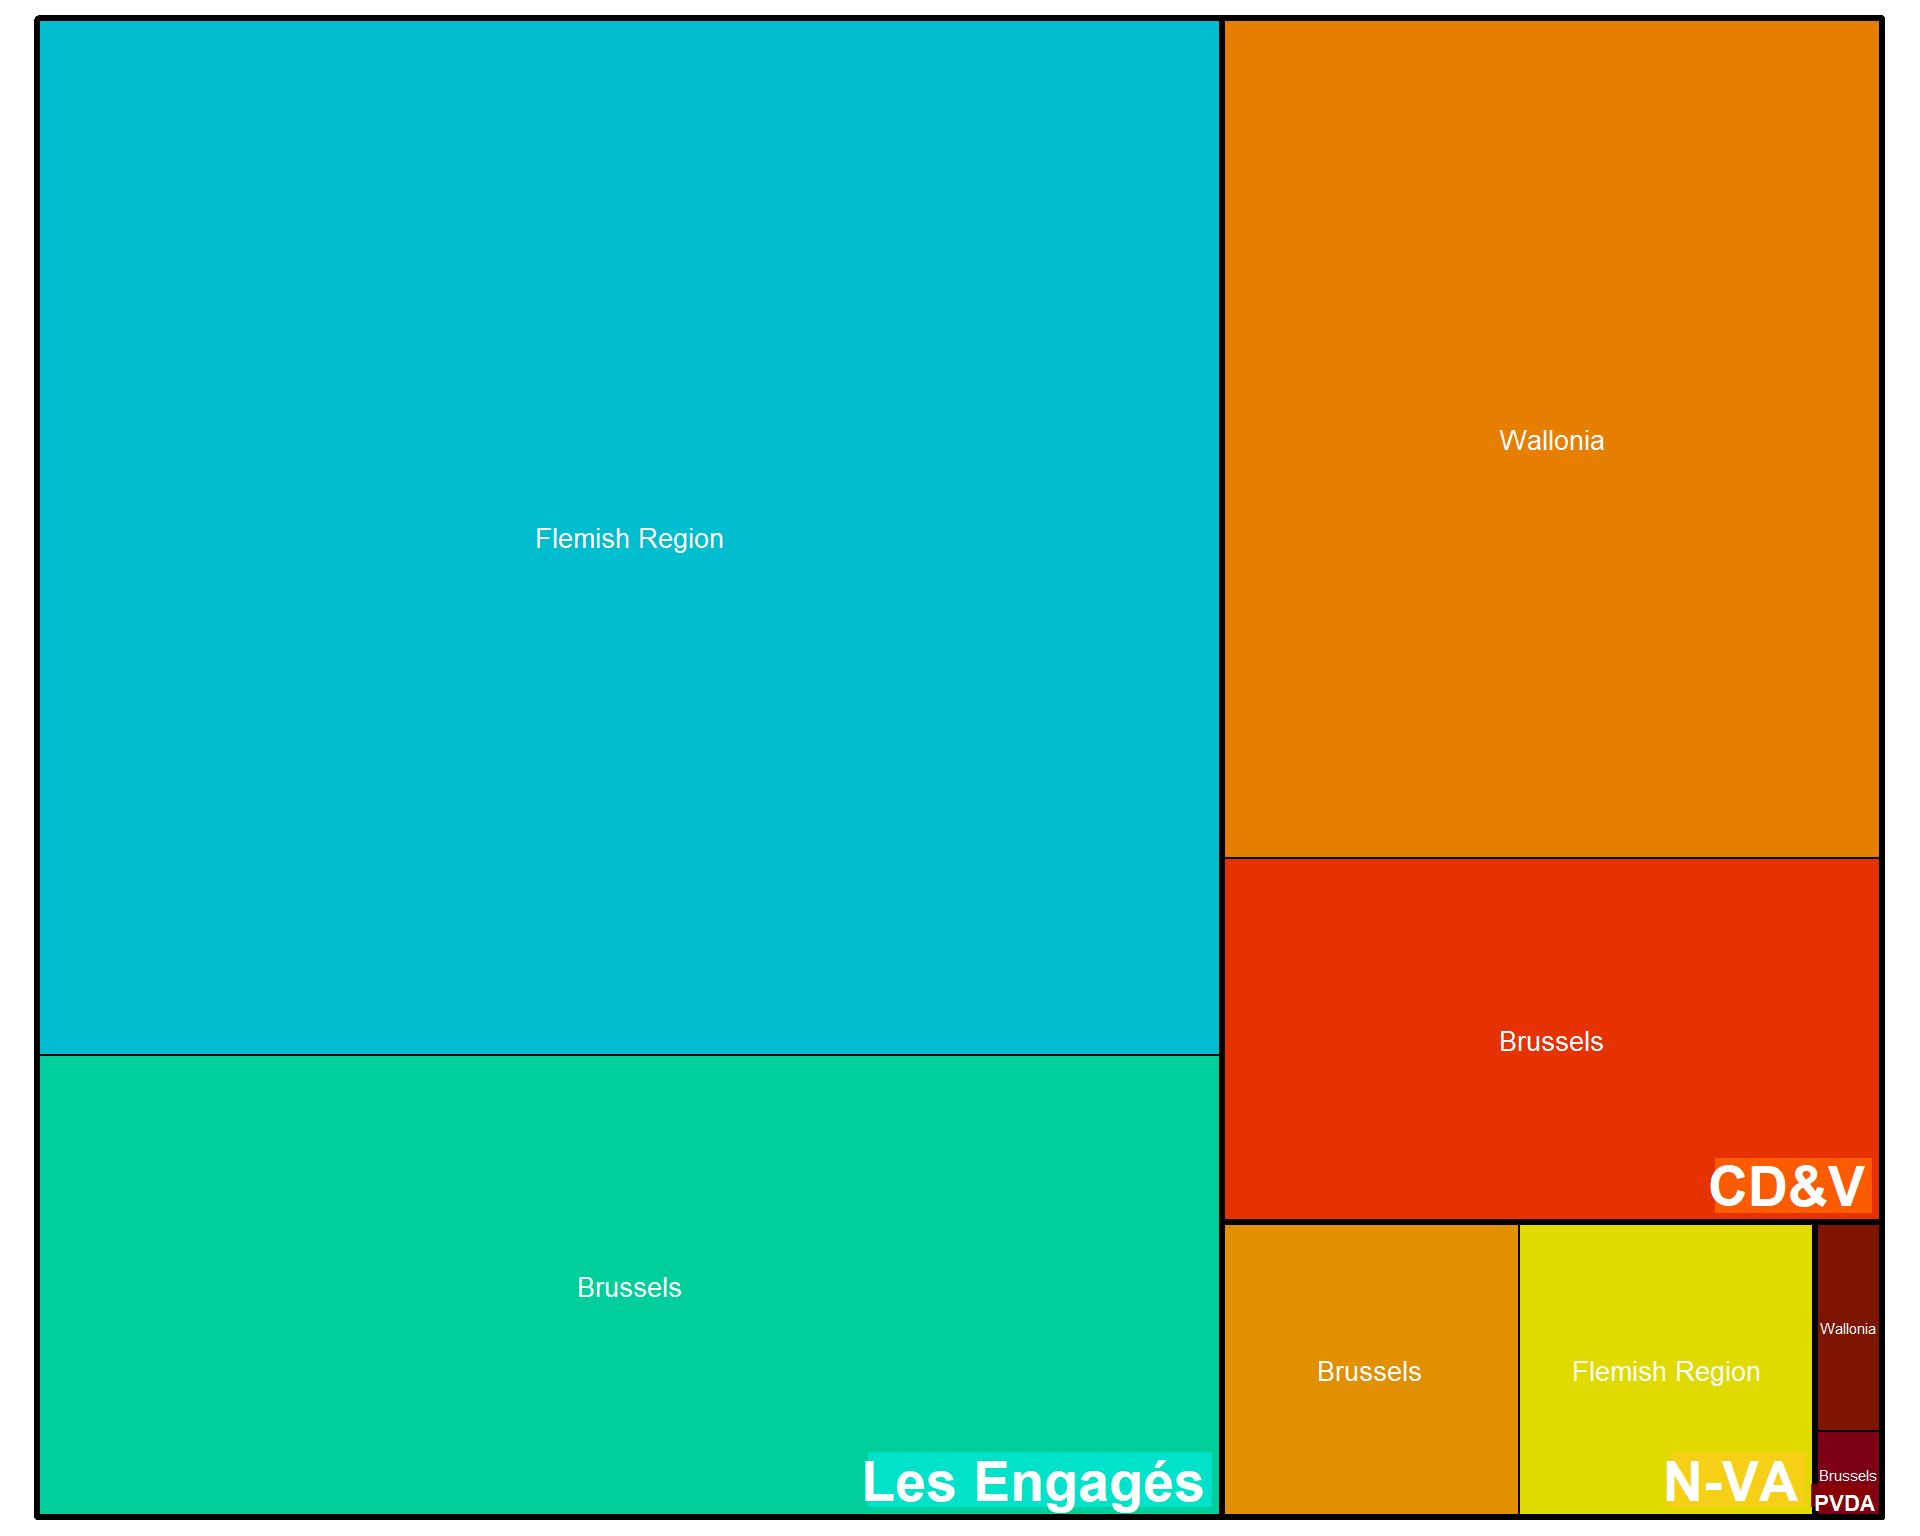 Flemish Region
Brussels
Les Engagés
Wallonia
Brussels
CD&V
Brussels
Flemish Region
N-VA
Wallonia
Brussels
PVDA